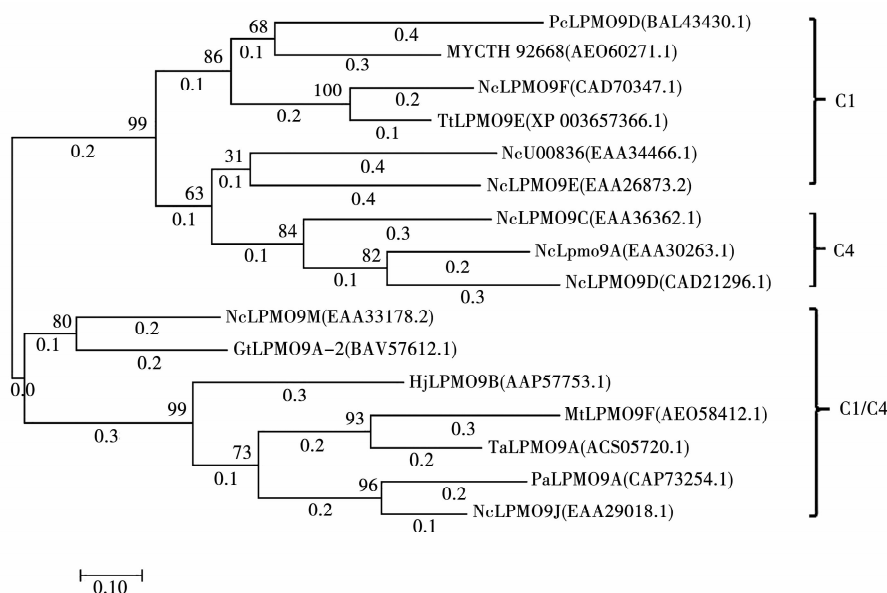 68
0.4
PcLPMO9D(BAL43430.1)
0.1
86
0.3
MYCTH 92668(AEO60271.1)
0.1
100
0.2
NcLPMO9F(CAD70347.1)
0.2
0.1
TtLPMO9E(XP 003657366.1)
C1
99
0.2
31
0.4
NcU00836(EAA34466.1)
0.1
63
0.4
NcLPMO9E(EAA26873.2)
0.1
84
0.3
NcLPMO9C(EAA36362.1)
0.1
82
0.2
NcLpmo9A(EAA30263.1)
C4
0.1
0.3
NcLPMO9D(CAD21296.1)
80
0.2
NcLPMO9M(EAA33178.2)
0.1
0.2
GtLPMO9A-2(BAV57612.1)
0.0
99
0.3
HjLPMO9B(AAP57753.1)
C1/C4
0.3
93
0.3
MtLPMO9F(AEO58412.1)
73
0.2
0.2
TaLPMO9A(ACS05720.1)
0.1
96
0.2
PaLPMO9A(CAP73254.1)
0.2
0.1
NcLPMO9J(EAA29018.1)
0.10